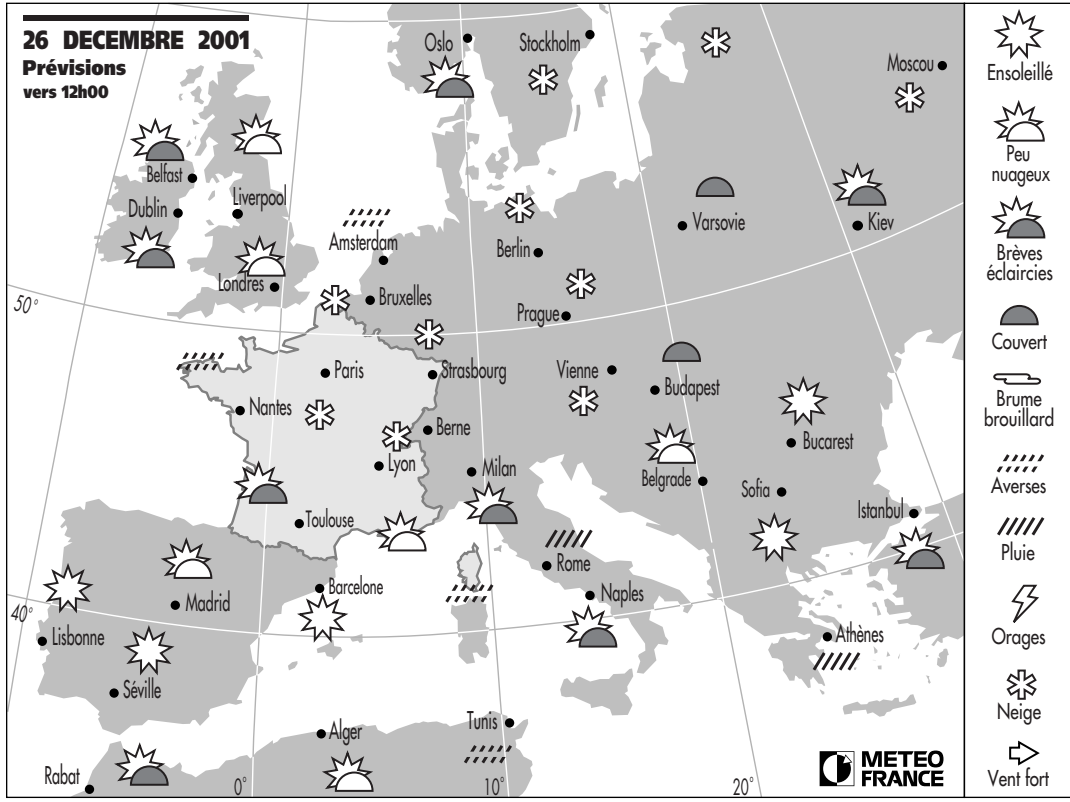 26 DECEMBRE 2001
Prévisions
vers 12h00
Oslo
Stockholm
Moscou
Belfast
Dublin
Liverpool
Londres
Amsterdam
Bruxelles
Berlin
Varsovie
Kiev
Prague
50°
Paris
Strasbourg
Vienne
Budapest
Nantes
Berne
Bucarest
Lyon
Milan
Belgrade
Sofia
Istanbul
Toulouse
Rome
Barcelone
Naples
Madrid
40°
Lisbonne
Athènes
Séville
Alger
Tunis
Rabat
0°
10°
20°
METEO
FRANCE
Ensoleillé
Peu
nuageux
Brèves
éclaircies
Couvert
Brume
brouillard
Averses
Pluie
Orages
Neige
Vent fort